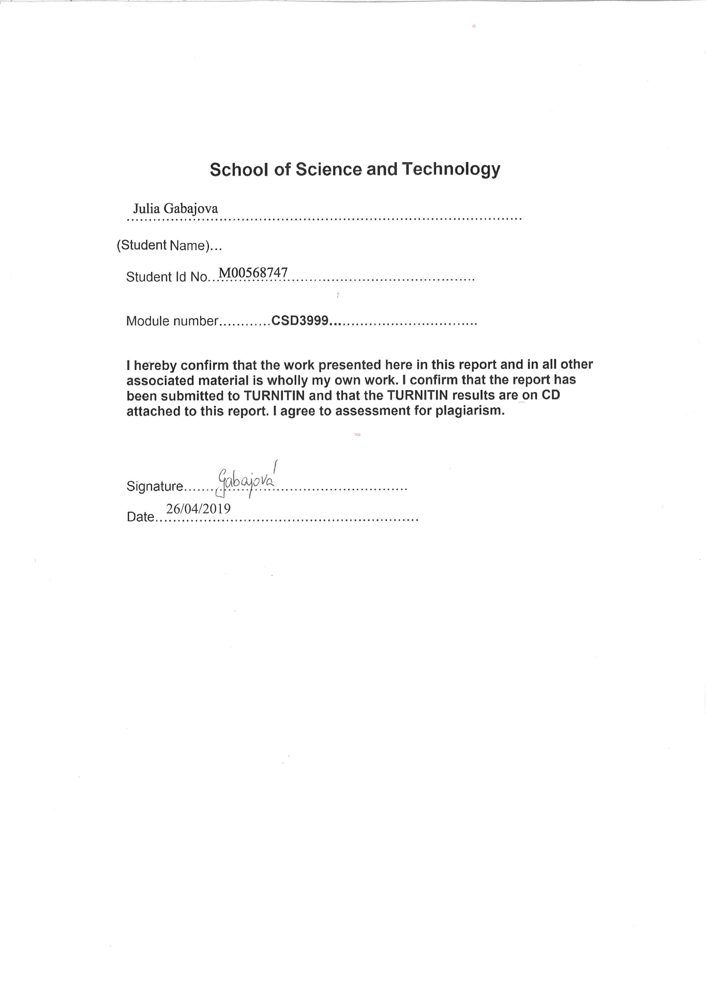 School of Science and Technology
Julia Gabajova
................................................................................................
(Student Name)...
Student Id No...M00568747...........................................
Module number............CSD3999..................................
I hereby confirm that the work presented here in this report and in all other
associated material is wholly my own work. I confirm that the report has
been submitted to TURNITIN and that the TURNITIN results are on CD
attached to this report. I agree to assessment for plagiarism.
Signature.......Gabajová...............................
Date..26/04/2019...........................................